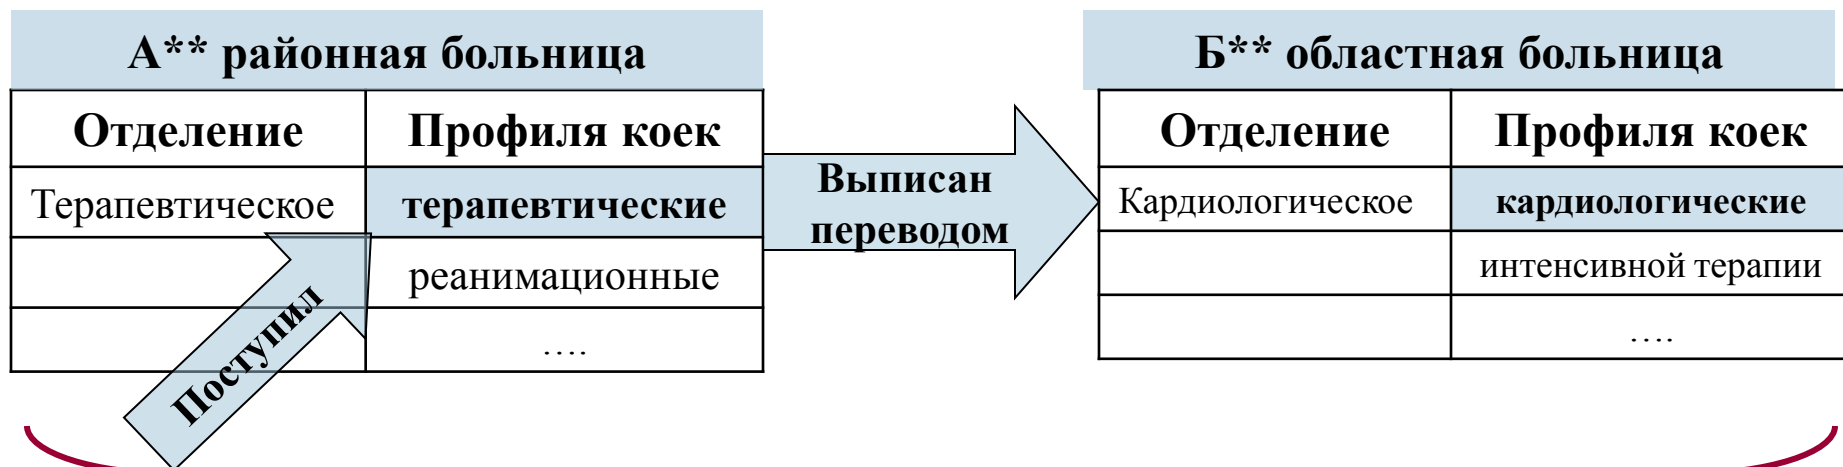 А** районная больница
Отделение Профиля коек
Терапевтическое терапевтические
реанимационные
….
Поступил
Выписан
переводом
Б** областная больница
Отделение Профиля коек
Кардиологическое кардиологические
интенсивной терапии
….